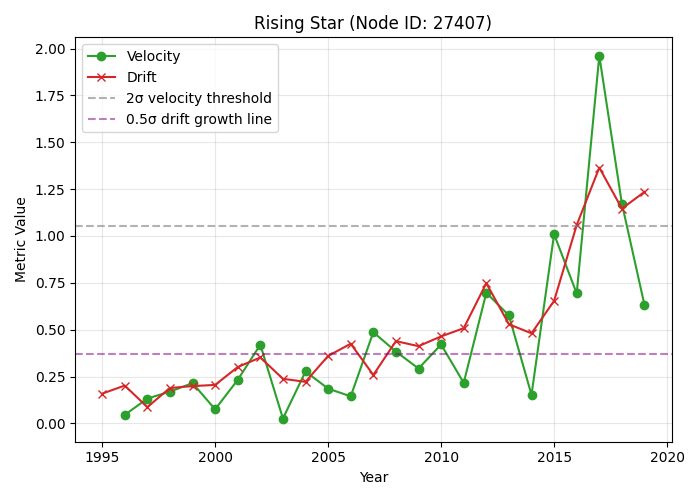 Rising Star (Node ID: 27407)
Velocity
Drift
2σ velocity threshold
0.5σ drift growth line
Metric Value
2.00
1.75
1.50
1.25
1.00
0.75
0.50
0.25
0.00
1995
2000
2005
2010
2015
2020
Year